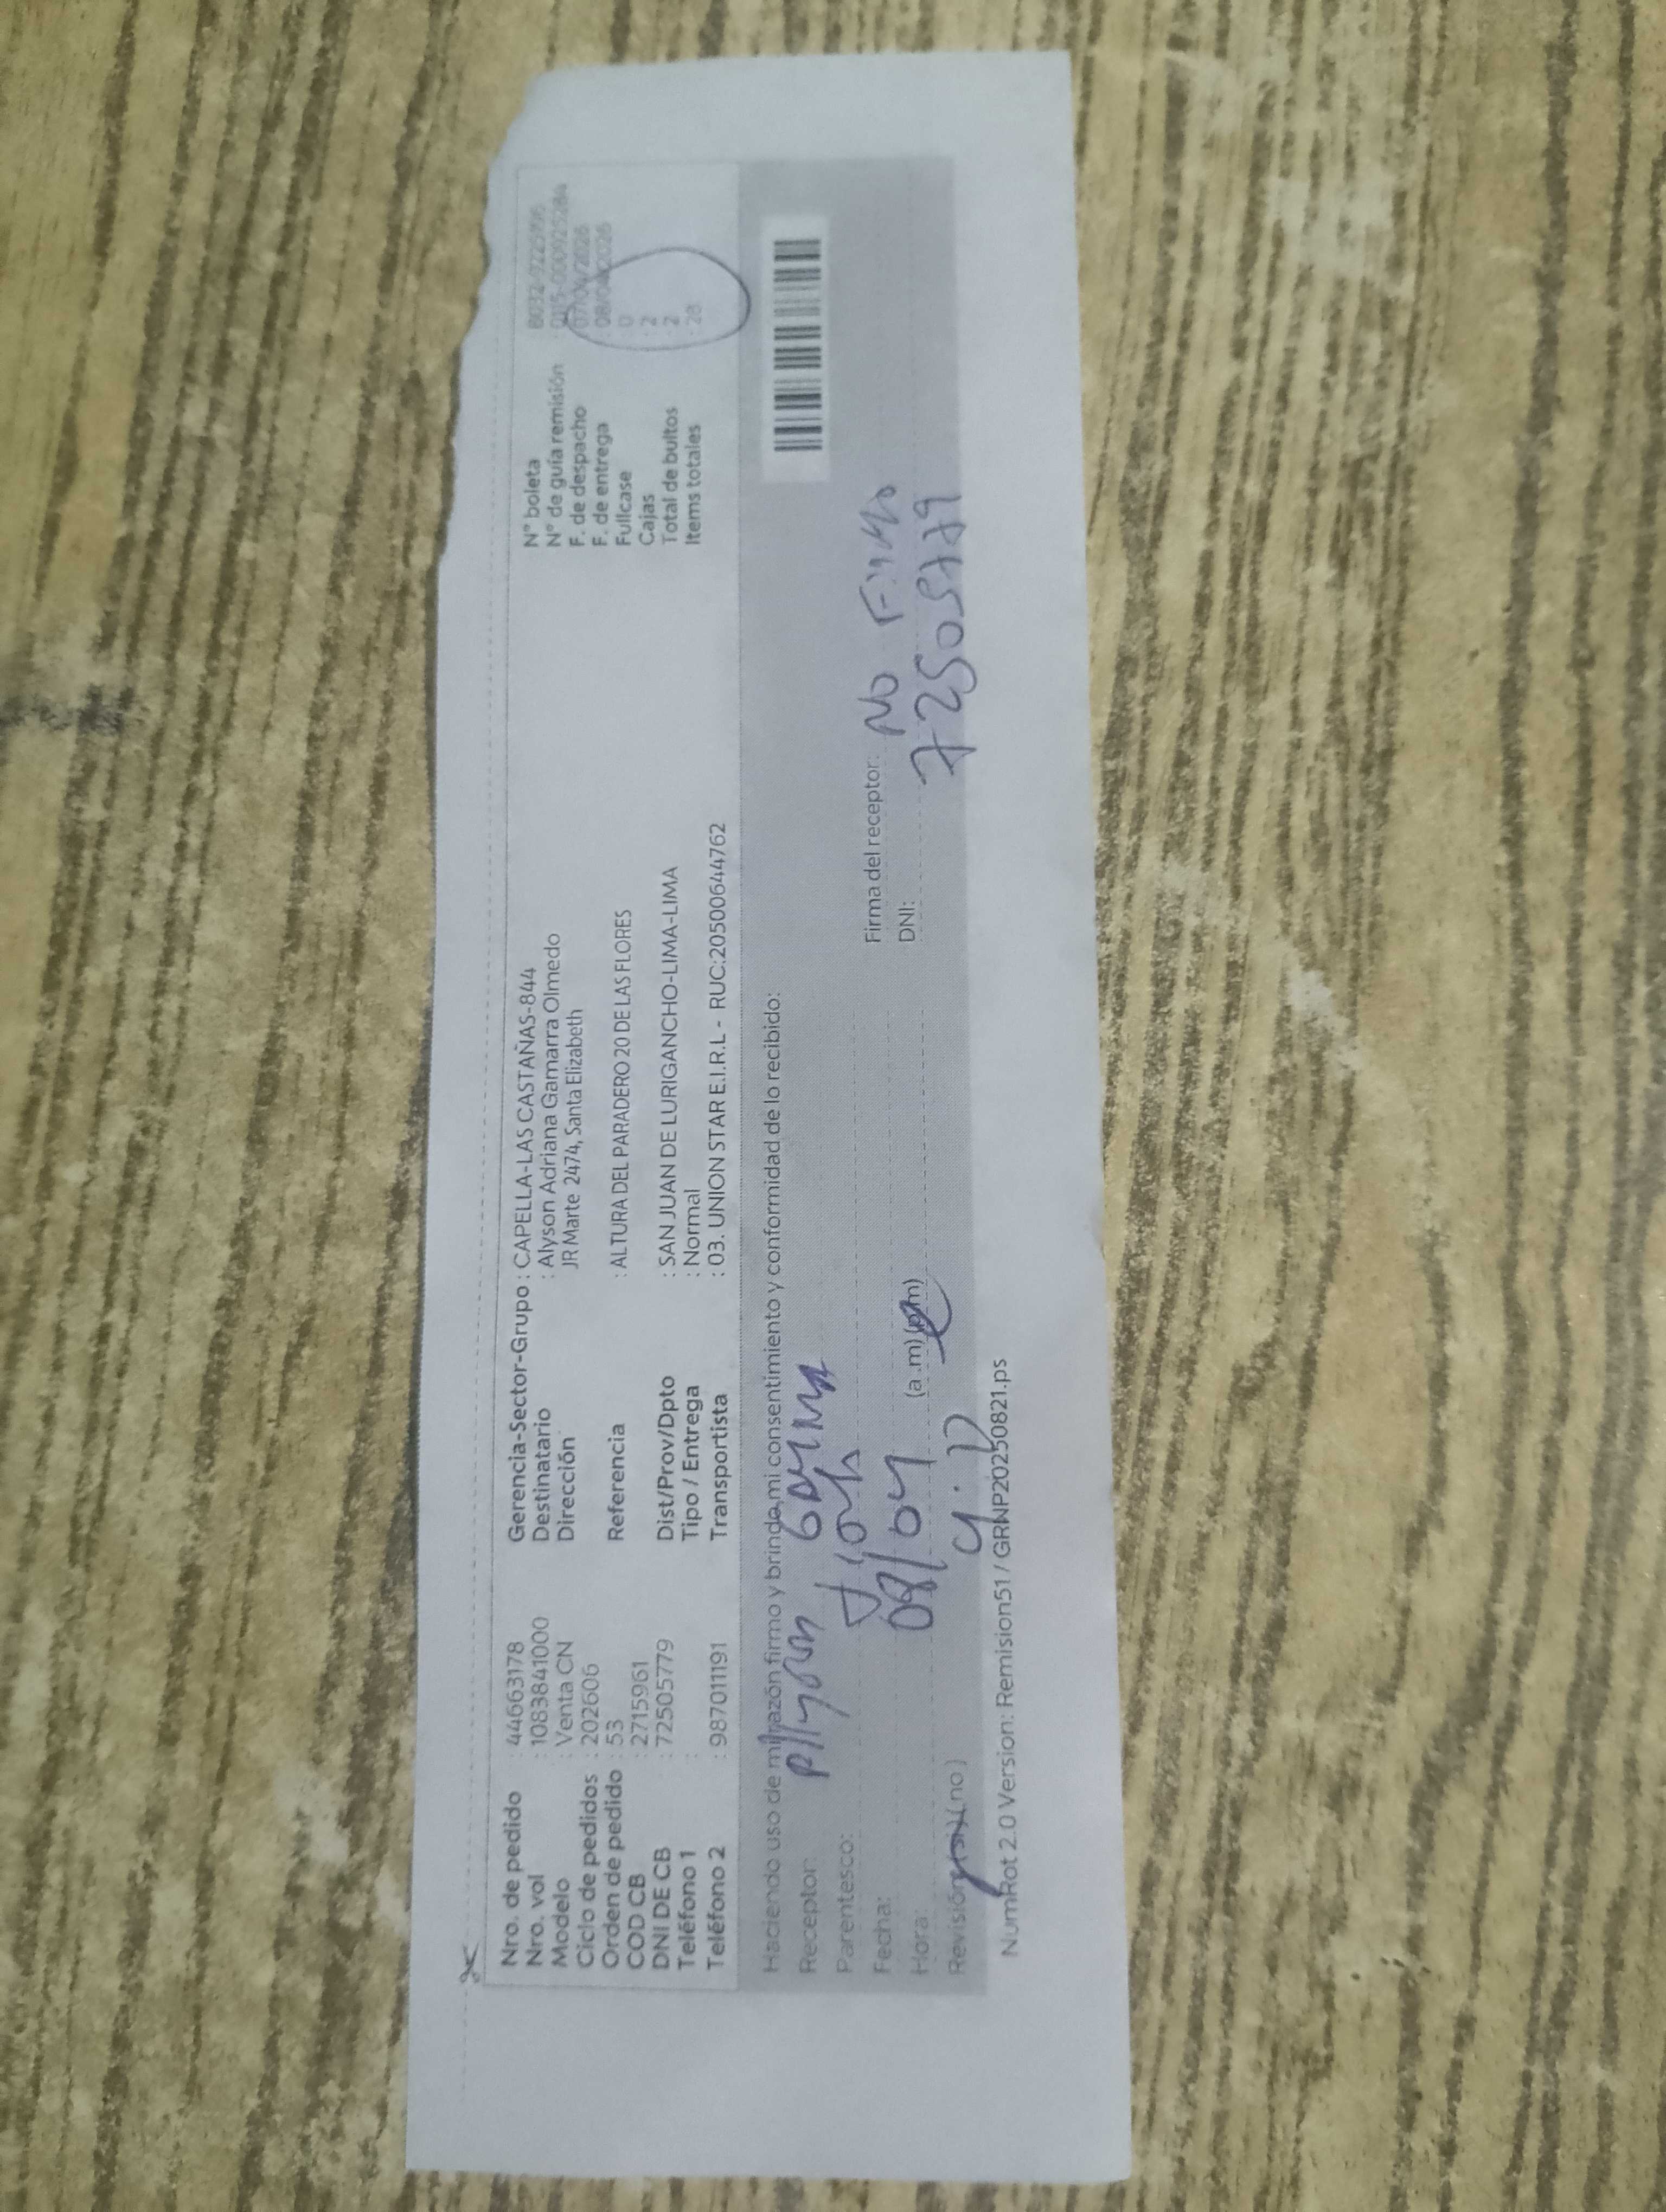 Nro. de pedido : 44663178
Nro. vol : 1083841000
Modelo : Venta CN
Ciclo de pedidos : 202606
Orden de pedido : 53
COD CB : 2715961
DNI DE CB : 72505779
Teléfono 1 :
Teléfono 2 : 987011191
Gerencia-Sector-Grupo : CAPELLA-LAS CASTAÑAS-844
Destinatario : Alyson Adriana Gamarra Olmedo
Dirección JR Marte 2474, Santa Elizabeth
Referencia : ALTURA DEL PARADERO 20 DE LAS FLORES
Dist/Prov/Dpto : SAN JUAN DE LURIGANCHO-LIMA-LIMA
Tipo / Entrega : Normal
Transportista : 03. UNION STAR E.I.R.L - RUC:20500644762
N° boleta
N° de guía remisión
F. de despacho 07/04/2026
F. de entrega 08/04/2026
Fullcase 0
Cajas : 2
Total de bultos : 2
Items totales : 28
Haciendo uso de mi razón firmo y brindo mi consentimiento y conformidad de lo recibido:
Receptor:
Parentesco:
Fecha: 08/04
Hora: (a.m) (p.m)
Revisión (si) (no)
Firma del receptor: No
DNI: 72505779
NumRot 2.0 Version: Remision51 / GRNP20250821.ps